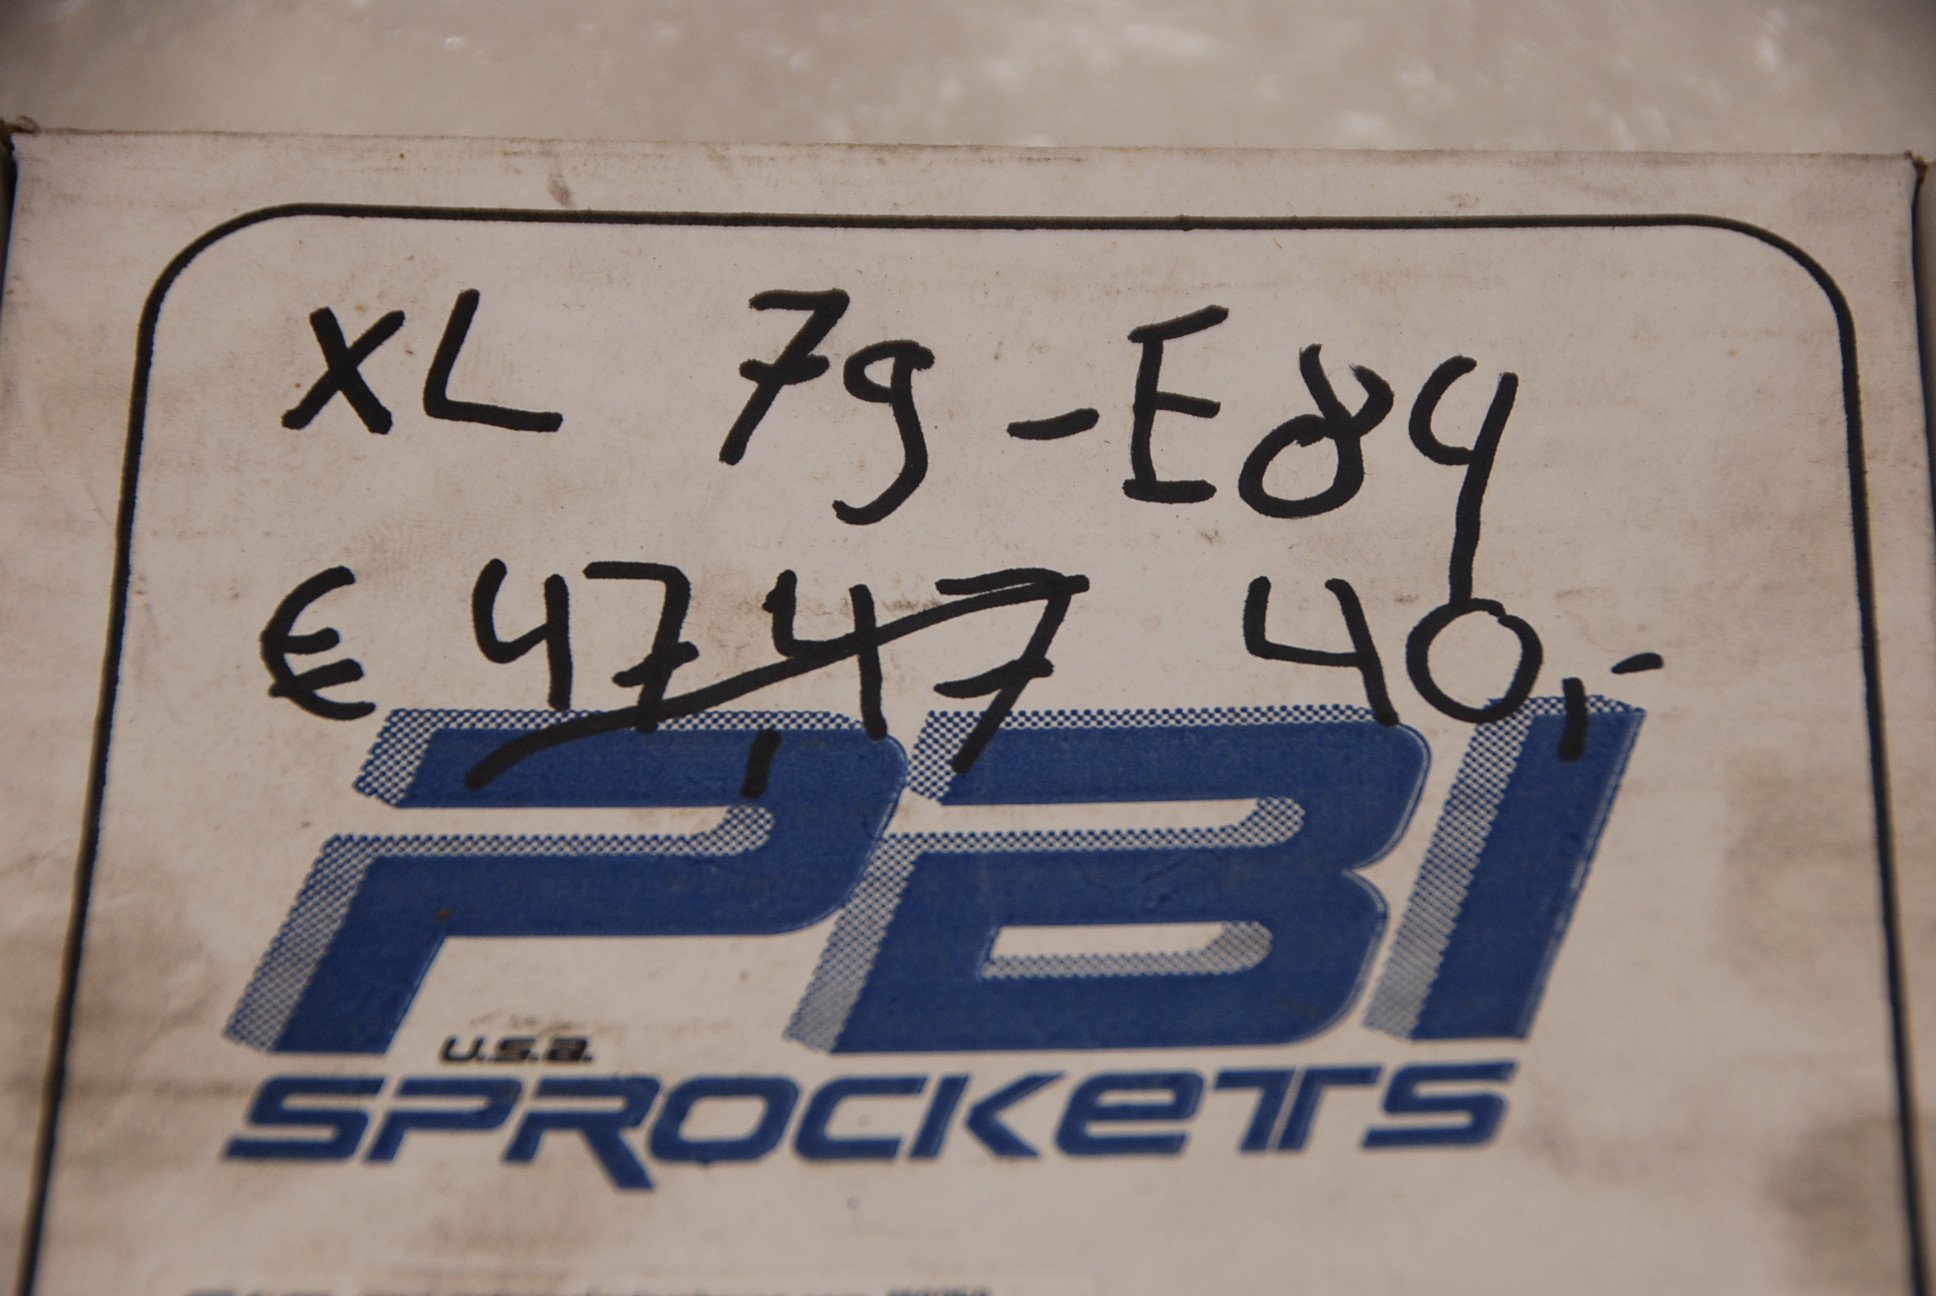 XL 79 - E84
€ 47,47 40,-
PBI
U.S.A.
SPROCKETS